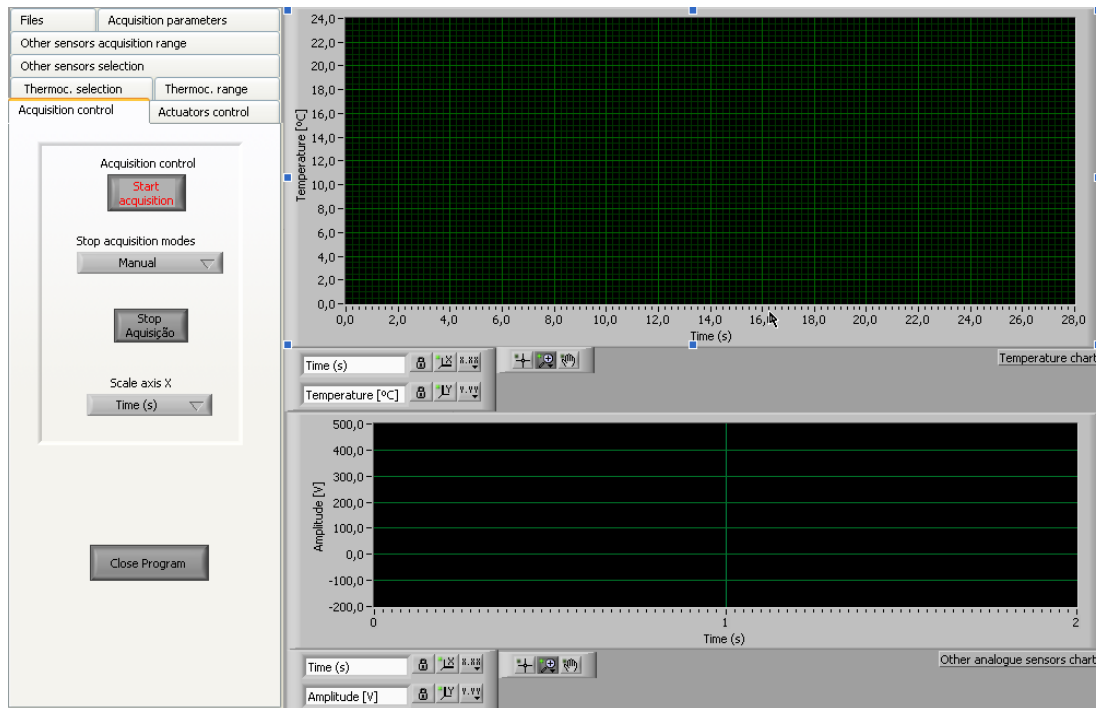 Files
Acquisition parameters
Other sensors acquisition range
Other sensors selection
Thermoc. selection
Thermoc. range
Acquisition control
Actuators control
Acquisition control
Start
acquisition
Stop acquisition modes
Manual
Stop
Aquisição
Scale axis X
Time (s)
Close Program
Temperature [ºC]
24,0
22,0
20,0
18,0
16,0
14,0
12,0
10,0
8,0
6,0
4,0
2,0
0,0
0,0 2,0 4,0 6,0 8,0 10,0 12,0 14,0 16,0 18,0 20,0 22,0 24,0 26,0 28,0
Time (s)
Time (s)
X.XX
Temperature [ºC]
Y.YY
Temperature chart
Amplitude [V]
500,0
400,0
300,0
200,0
100,0
0,0
-100,0
-200,0
0 1 2
Time (s)
Time (s)
X.XX
Amplitude [V]
Y.YY
Other analogue sensors chart